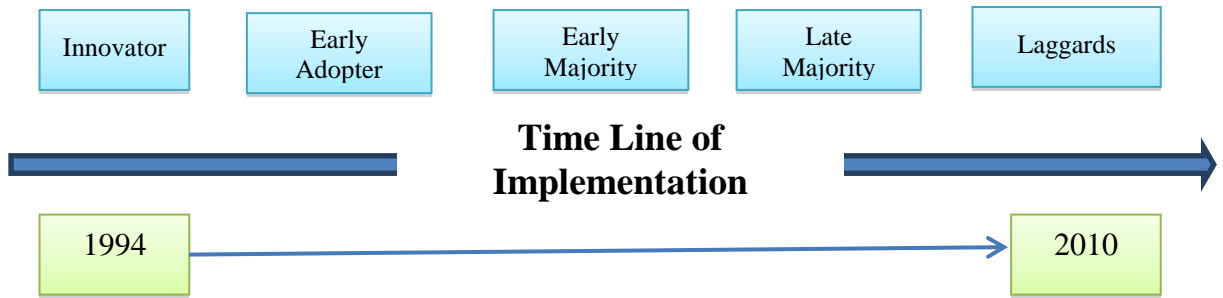 Innovator
Early
Adopter
Early
Majority
Late
Majority
Laggards
Time Line of
Implementation
1994
2010